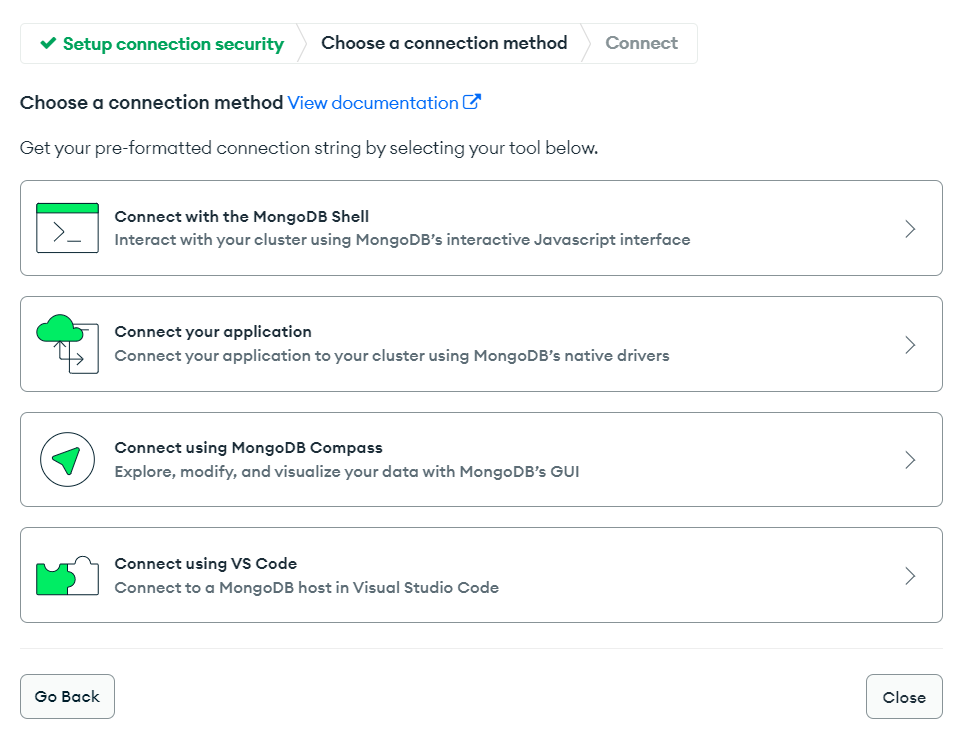 Setup connection security
Choose a connection method
Connect
Choose a connection method View documentation
Get your pre-formatted connection string by selecting your tool below.
Connect with the MongoDB Shell
Interact with your cluster using MongoDB's interactive Javascript interface
Connect your application
Connect your application to your cluster using MongoDB's native drivers
Connect using MongoDB Compass
Explore, modify, and visualize your data with MongoDB's GUI
Connect using VS Code
Connect to a MongoDB host in Visual Studio Code
Go Back
Close